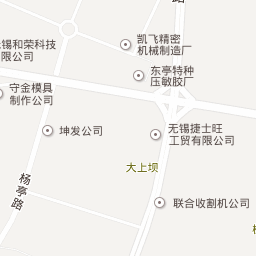 路
凯飞精密
机械制造厂
锡和荣科技
有限公司
东亭特种
压敏胶厂
守金模具
制作公司
坤发公司
无锡捷士旺
工贸有限公司
大上坝
杨亭路
联合收割机公司